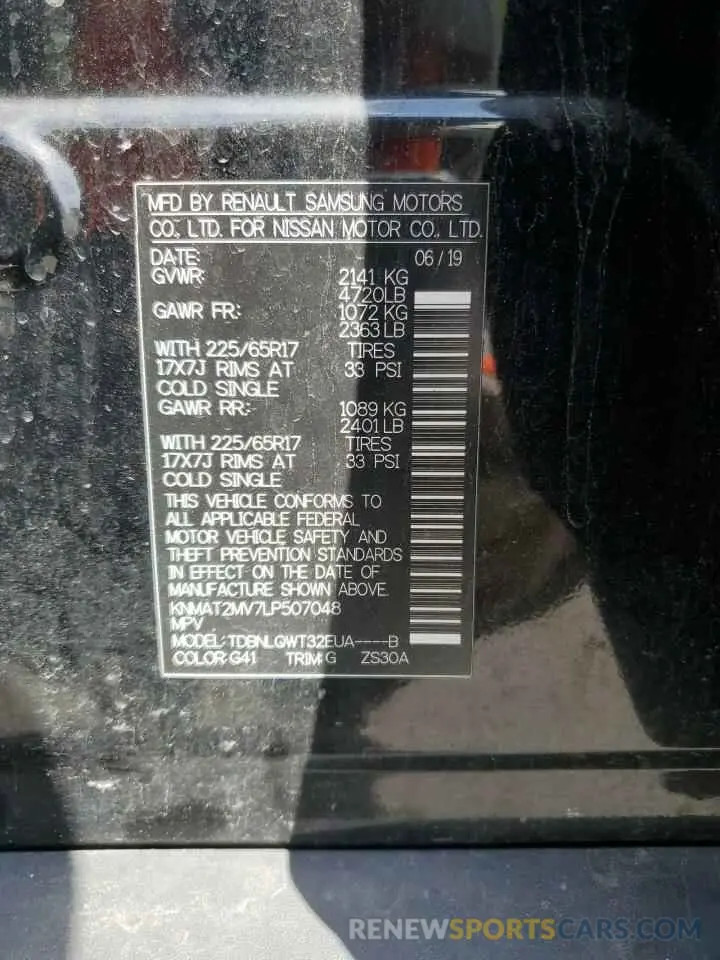 MFD BY RENAULT SAMSUNG MOTORS
CO., LTD. FOR NISSAN MOTOR CO., LTD.
DATE: 06/19
GVWR: 2141 KG
4720LB
GAWR FR: 1072 KG
2363 LB
WITH 225/65R17 TIRES
17X7J RIMS AT 33 PSI
COLD SINGLE
GAWR RR: 1089 KG
2401 LB
WITH 225/65R17 TIRES
17X7J RIMS AT 33 PSI
COLD SINGLE
THIS VEHICLE CONFORMS TO
ALL APPLICABLE FEDERAL
MOTOR VEHICLE SAFETY AND
THEFT PREVENTION STANDARDS
IN EFFECT ON THE DATE OF
MANUFACTURE SHOWN ABOVE.
KNMAT2MV7LP507048
MPV
MODEL: TDBNLGWT32EUA----B
COLOR: G41 TRIM: G ZS30A
RENEWSPORTSCARS.COM